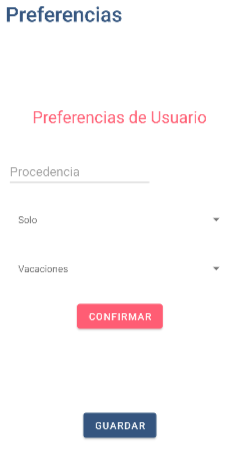 Preferencias
Preferencias de Usuario
Procedencia
Solo
Vacaciones
CONFIRMAR
GUARDAR